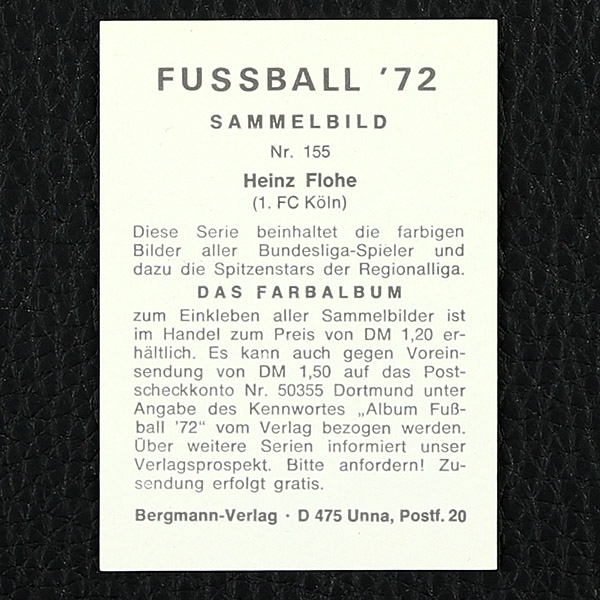 FUSSBALL '72
SAMMELBILD
Nr. 155
Heinz Flohe
(1. FC Köln)
Diese Serie beinhaltet die farbigen
Bilder aller Bundesliga-Spieler und
dazu die Spitzenstars der Regionalliga.
DAS FARBALBUM
zum Einkleben aller Sammelbilder ist
im Handel zum Preis von DM 1,20 er-
hältlich. Es kann auch gegen Vorein-
sendung von DM 1,50 auf das Post-
scheckkonto Nr. 50355 Dortmund unter
Angabe des Kennwortes „Album Fuß-
ball '72" vom Verlag bezogen werden.
Über weitere Serien informiert unser
Verlagsprospekt. Bitte anfordern! Zu-
sendung erfolgt gratis.
Bergmann-Verlag · D 475 Unna, Postf. 20